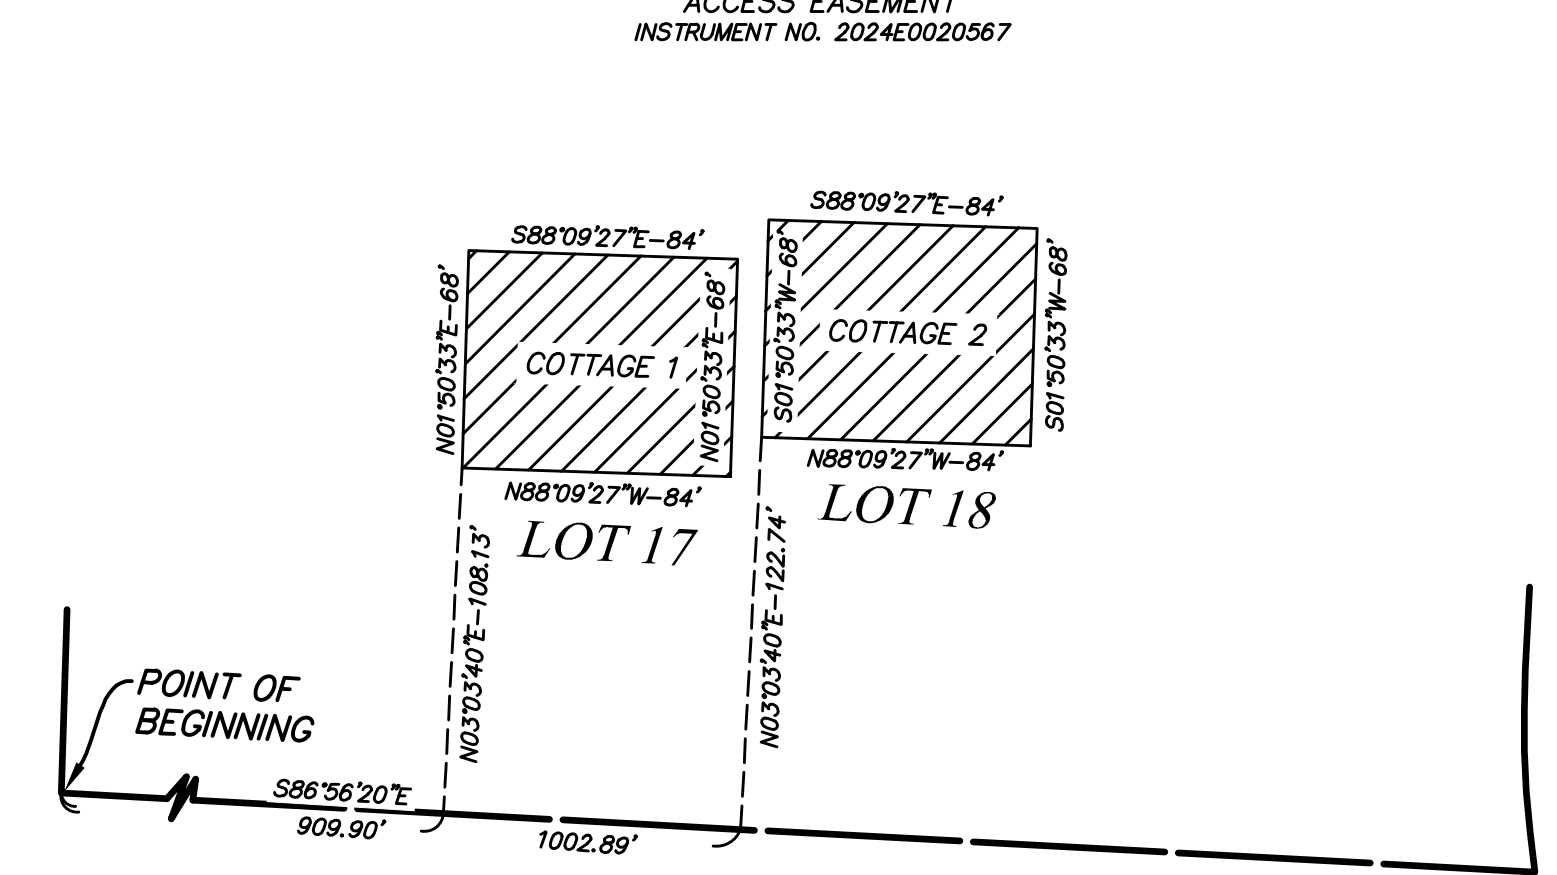 ACCESS EASEMENT
INSTRUMENT NO. 2024E0020567
S88°09'27"E-84'
S88°09'27"E-84'
N01°50'33"E-68'
COTTAGE 1
N01°50'33"E-68'
S01°50'33"W-68'
COTTAGE 2
S01°50'33"W-68'
N88°09'27"W-84'
LOT 17
N88°09'27"W-84'
LOT 18
N03°03'40"E-108.13'
N03°03'40"E-122.74'
POINT OF
BEGINNING
S86°56'20"E
909.90'
1002.89'